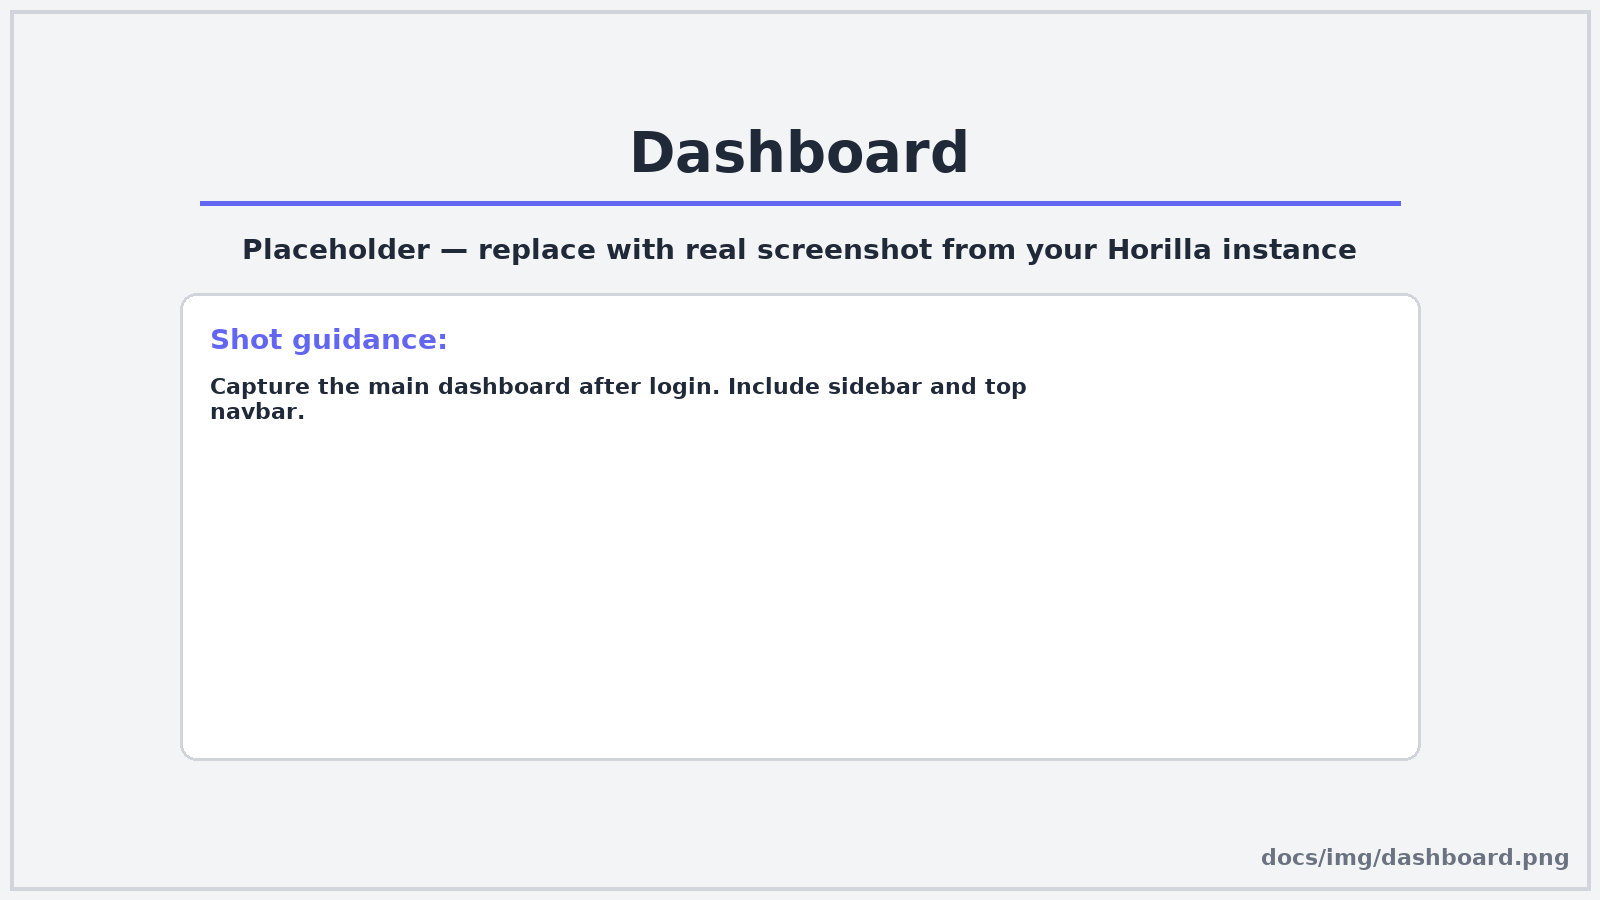 Dashboard
Placeholder — replace with real screenshot from your Horilla instance
Shot guidance:
Capture the main dashboard after login. Include sidebar and top
navbar.
docs/img/dashboard.png